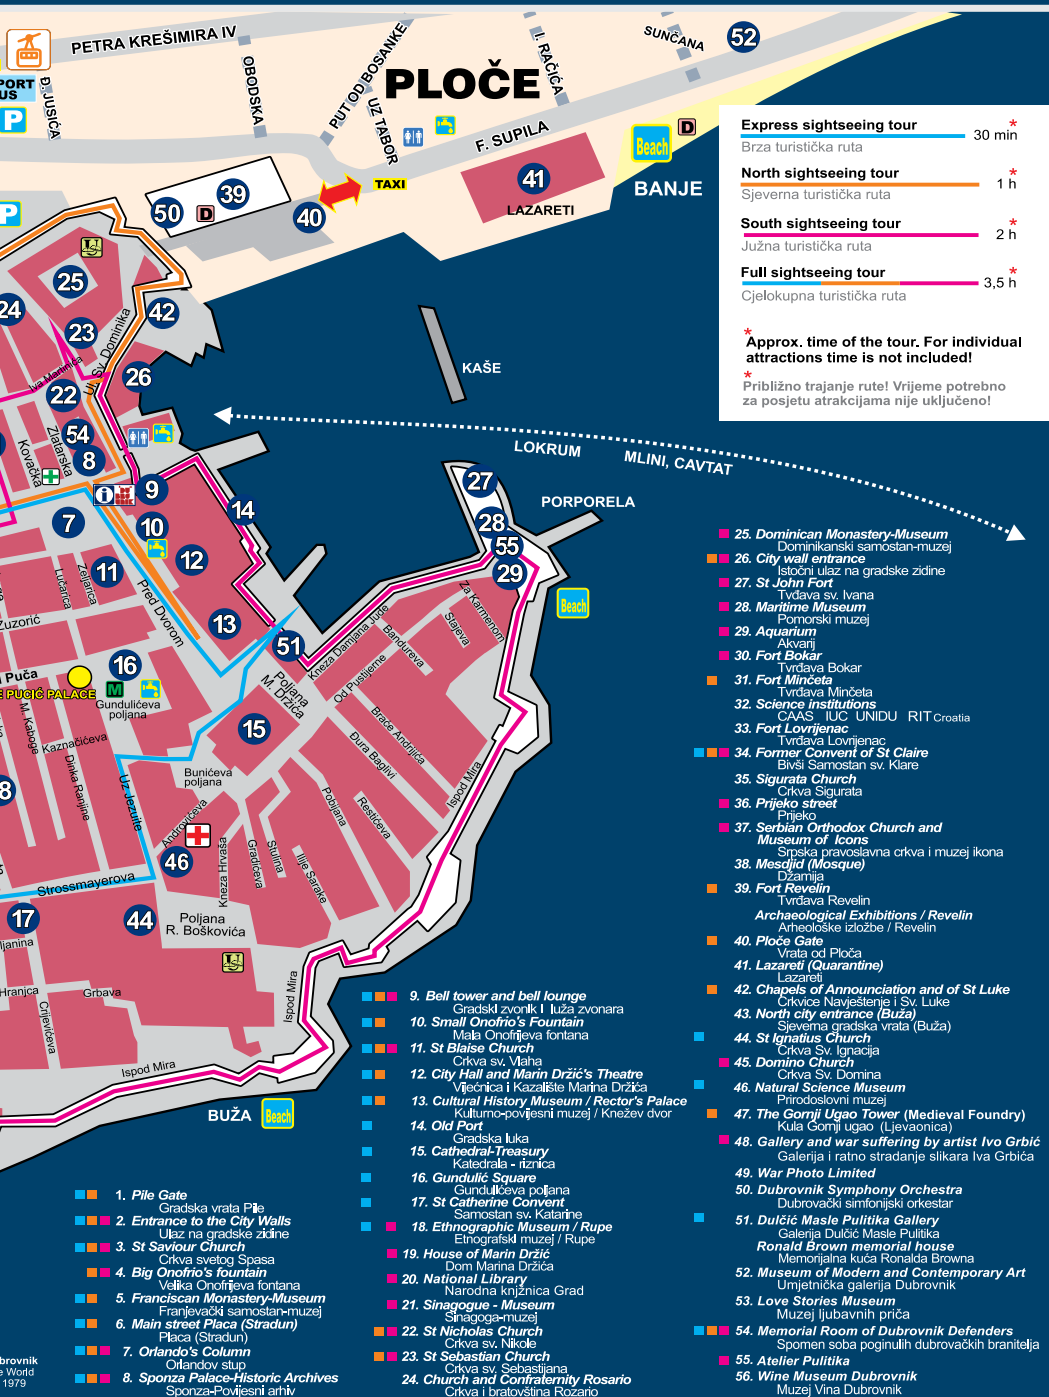 PETRA KREŠIMIRA IV
PORT
US
P
Đ. JUSIĆA
OBODSKA
PUT OD BOSANKE
UZ TABOR
PLOČE
I. RAČIĆA
SUNČANA
52
F. SUPILA
Beach
D
BANJE
TAXI
41
LAZARETI
39
50
D
40
P
Express sightseeing tour
* 30 min
Brza turistička ruta
North sightseeing tour
* 1 h
Sjeverna turistička ruta
South sightseeing tour
* 2 h
Južna turistička ruta
Full sightseeing tour
* 3,5 h
Cjelokupna turistička ruta
*
Approx. time of the tour. For individual
attractions time is not included!
*
Približno trajanje rute! Vrijeme potrebno
za posjetu atrakcijama nije uključeno!
25
24
23
42
Ul. Sv. Dominika
26
22
Zlatarska
Kovačka
54
8
KAŠE
LOKRUM
MLINI, CAVTAT
27
PORPORELA
28
55
29
Beach
9
14
7
10
12
11
Lučarica
Željarica
Pred Dvorom
13
Zuzorić
51
Puča
16
M
PUCIĆ PALACE
Gundulićeva
poljana
M. Kaboge
Kaznačićeva
Dinka Ranjine
Uz Jezuite
Poljana
M. Držića
15
Bunićeva
poljana
Kneza Damjana Jude
Od Pustijerne
Bandureva
Stajeva
Za Karmenom
Braće Andrijića
Đura Baglivi
Ispod Mira
Pobijana
Restićeva
Androvićeva
46
Kneza Hrvaša
Gradićeva
Stulina
Ilije Sarake
8
Strossmayerova
17
44
Poljana
R. Boškovića
Hranjca
Grbava
Crijevićeva
Ispod Mira
Ispod Mira
BUŽA
Beach
1. Pile Gate
Gradska vrata Pile
2. Entrance to the City Walls
Ulaz na gradske zidine
3. St Saviour Church
Crkva svetog Spasa
4. Big Onofrio's fountain
Velika Onofrijeva fontana
5. Franciscan Monastery-Museum
Franjevački samostan-muzej
6. Main street Placa (Stradun)
Placa (Stradun)
7. Orlando's Column
Orlandov stup
8. Sponza Palace-Historic Archives
Sponza-Povijesni arhiv
9. Bell tower and bell lounge
Gradski zvonik i luža zvonara
10. Small Onofrio's Fountain
Mala Onofrijeva fontana
11. St Blaise Church
Crkva sv. Vlaha
12. City Hall and Marin Držić's Theatre
Vijećnica i Kazalište Marina Držića
13. Cultural History Museum / Rector's Palace
Kulturno-povijesni muzej / Knežev dvor
14. Old Port
Gradska luka
15. Cathedral-Treasury
Katedrala - riznica
16. Gundulić Square
Gundulićeva poljana
17. St Catherine Convent
Samostan sv. Katarine
18. Ethnographic Museum / Rupe
Etnografski muzej / Rupe
19. House of Marin Držić
Dom Marina Držića
20. National Library
Narodna knjžnica Grad
21. Sinagogue - Museum
Sinagoga-muzej
22. St Nicholas Church
Crkva sv. Nikole
23. St Sebastian Church
Crkva sv. Sebastijana
24. Church and Confraternity Rosario
Crkva i bratovština Rozario
25. Dominican Monastery-Museum
Dominikanski samostan-muzej
26. City wall entrance
Istočni ulaz na gradske zidine
27. St John Fort
Tvđava sv. Ivana
28. Maritime Museum
Pomorski muzej
29. Aquarium
Akvarij
30. Fort Bokar
Tvrđava Bokar
31. Fort Minčeta
Tvrđava Minčeta
32. Science institutions
CAAS IUC UNIDU RIT Croatia
33. Fort Lovrijenac
Tvrđava Lovrijenac
34. Former Convent of St Claire
Bivši Samostan sv. Klare
35. Sigurata Church
Crkva Sigurata
36. Prijeko street
Prijeko
37. Serbian Orthodox Church and
Museum of Icons
Srpska pravoslavna crkva i muzej ikona
38. Mesdjid (Mosque)
Džamija
39. Fort Revelin
Tvrđava Revelin
Archaeological Exhibitions / Revelin
Arheološke izložbe / Revelin
40. Ploče Gate
Vrata od Ploča
41. Lazareti (Quarantine)
Lazareti
42. Chapels of Announciation and of St Luke
Crkvice Navještenje i Sv. Luke
43. North city entrance (Buža)
Sjeverna gradska vrata (Buža)
44. St Ignatius Church
Crkva Sv. Ignacija
45. Domino Church
Crkva Sv. Domina
46. Natural Science Museum
Prirodoslovni muzej
47. The Gornji Ugao Tower (Medieval Foundry)
Kula Gornji ugao (Ljevaonica)
48. Gallery and war suffering by artist Ivo Grbić
Galerija i ratno stradanje slikara Iva Grbića
49. War Photo Limited
50. Dubrovnik Symphony Orchestra
Dubrovački simfonijski orkestar
51. Dulčić Masle Pulitika Gallery
Galerija Dulčić Masle Pulitika
Ronald Brown memorial house
Memorijalna kuća Ronalda Browna
52. Museum of Modern and Contemporary Art
Umjetnička galerija Dubrovnik
53. Love Stories Museum
Muzej ljubavnih priča
54. Memorial Room of Dubrovnik Defenders
Spomen soba poginulih dubrovačkih branitelja
55. Atelier Pulitika
56. Wine Museum Dubrovnik
Muzej Vina Dubrovnik
brovnik
e World
1979